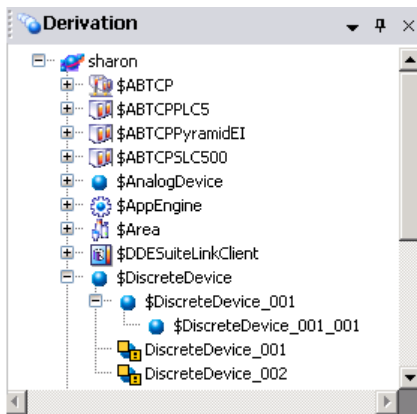 Derivation
sharon
$ABTCP
$ABTCPPLC5
$ABTCPPyramidEI
$ABTCPSLC500
$AnalogDevice
$AppEngine
$Area
$DDESuiteLinkClient
$DiscreteDevice
$DiscreteDevice_001
$DiscreteDevice_001_001
DiscreteDevice_001
DiscreteDevice_002